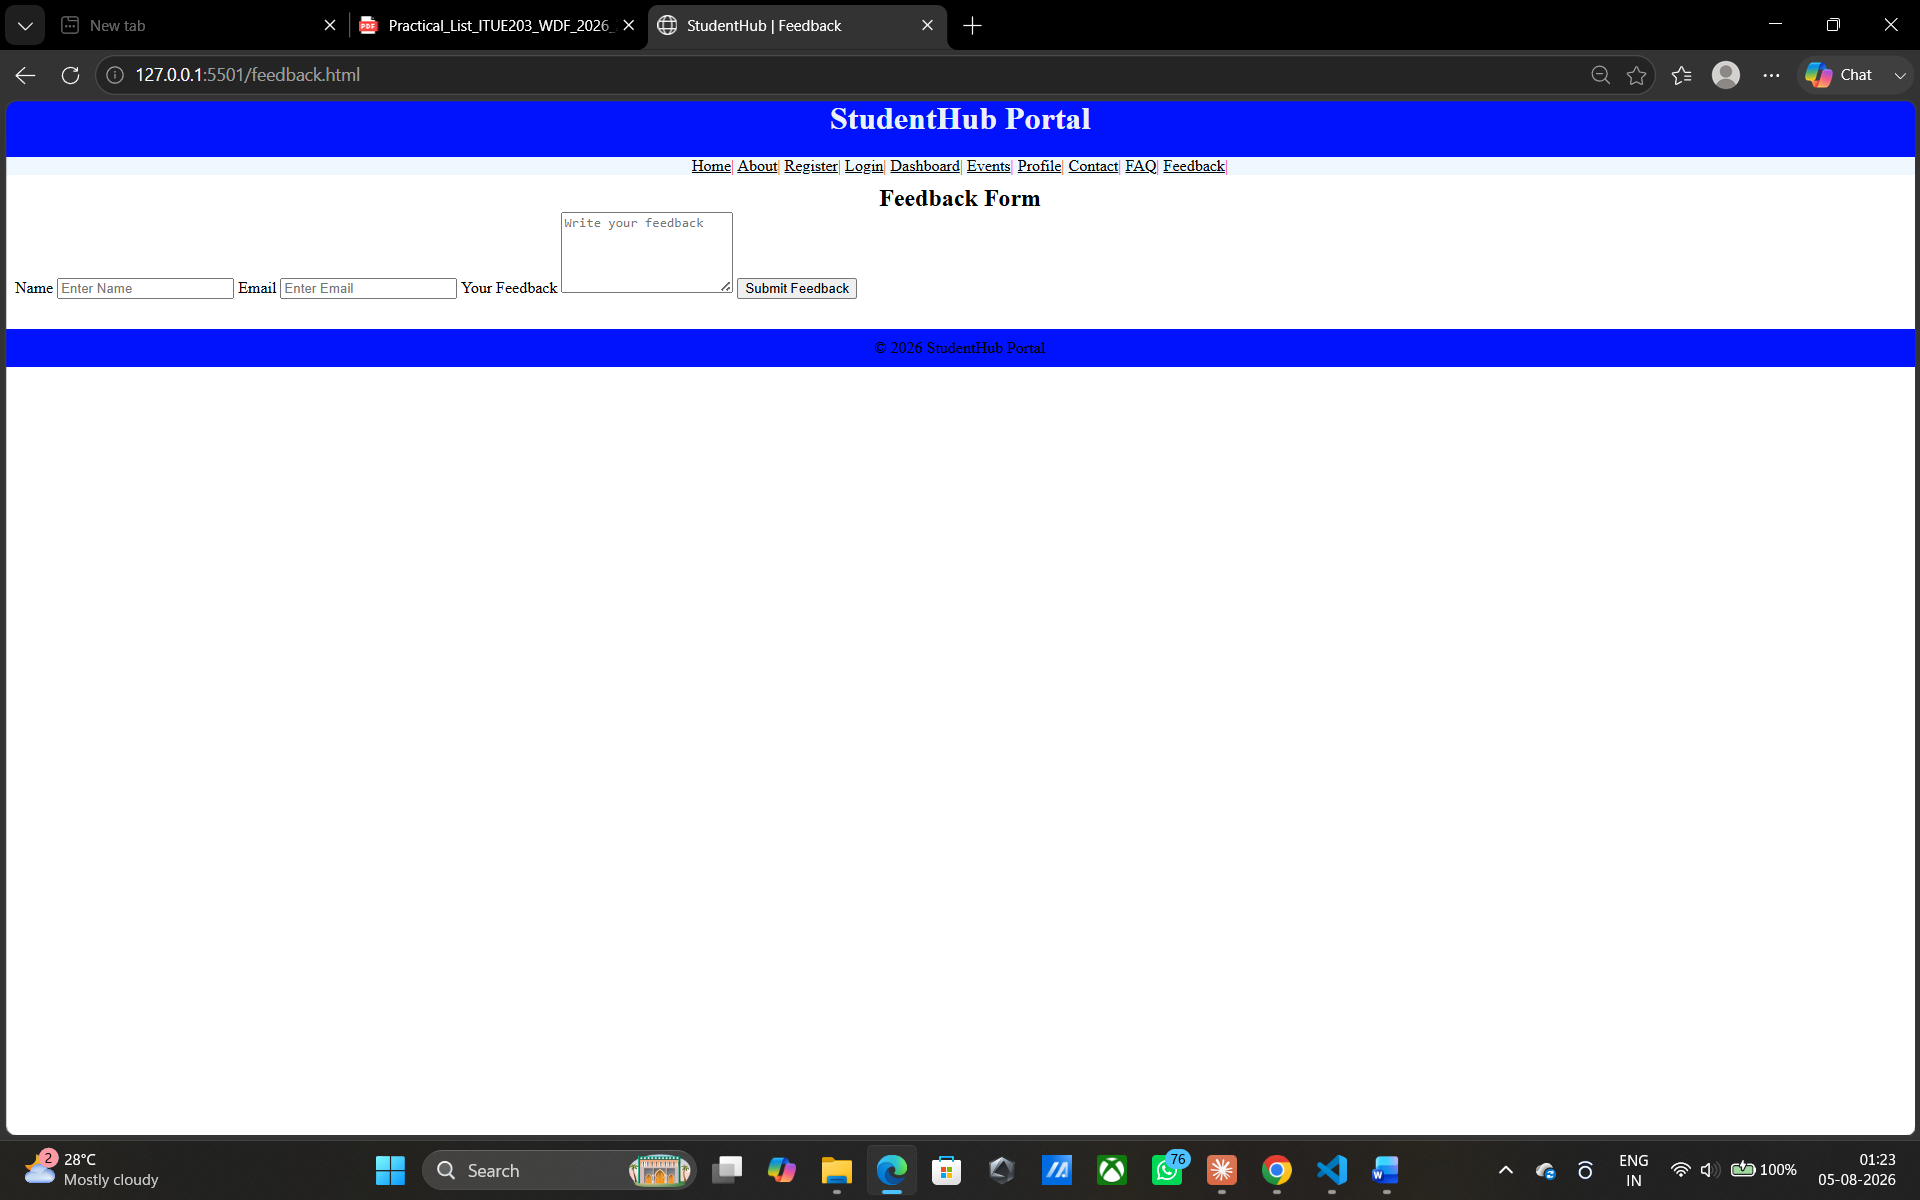 New tab
Practical_List_ITUE203_WDF_2026_
StudentHub | Feedback
127.0.0.1:5501/feedback.html
Chat
StudentHub Portal
Home| About| Register| Login| Dashboard| Events| Profile| Contact| FAQ| Feedback|
Feedback Form
Write your feedback
Name Enter Name Email Enter Email Your Feedback Submit Feedback
© 2026 StudentHub Portal
2
28°C
Mostly cloudy
Search
76
ENG
IN
100%
01:23
05-08-2026